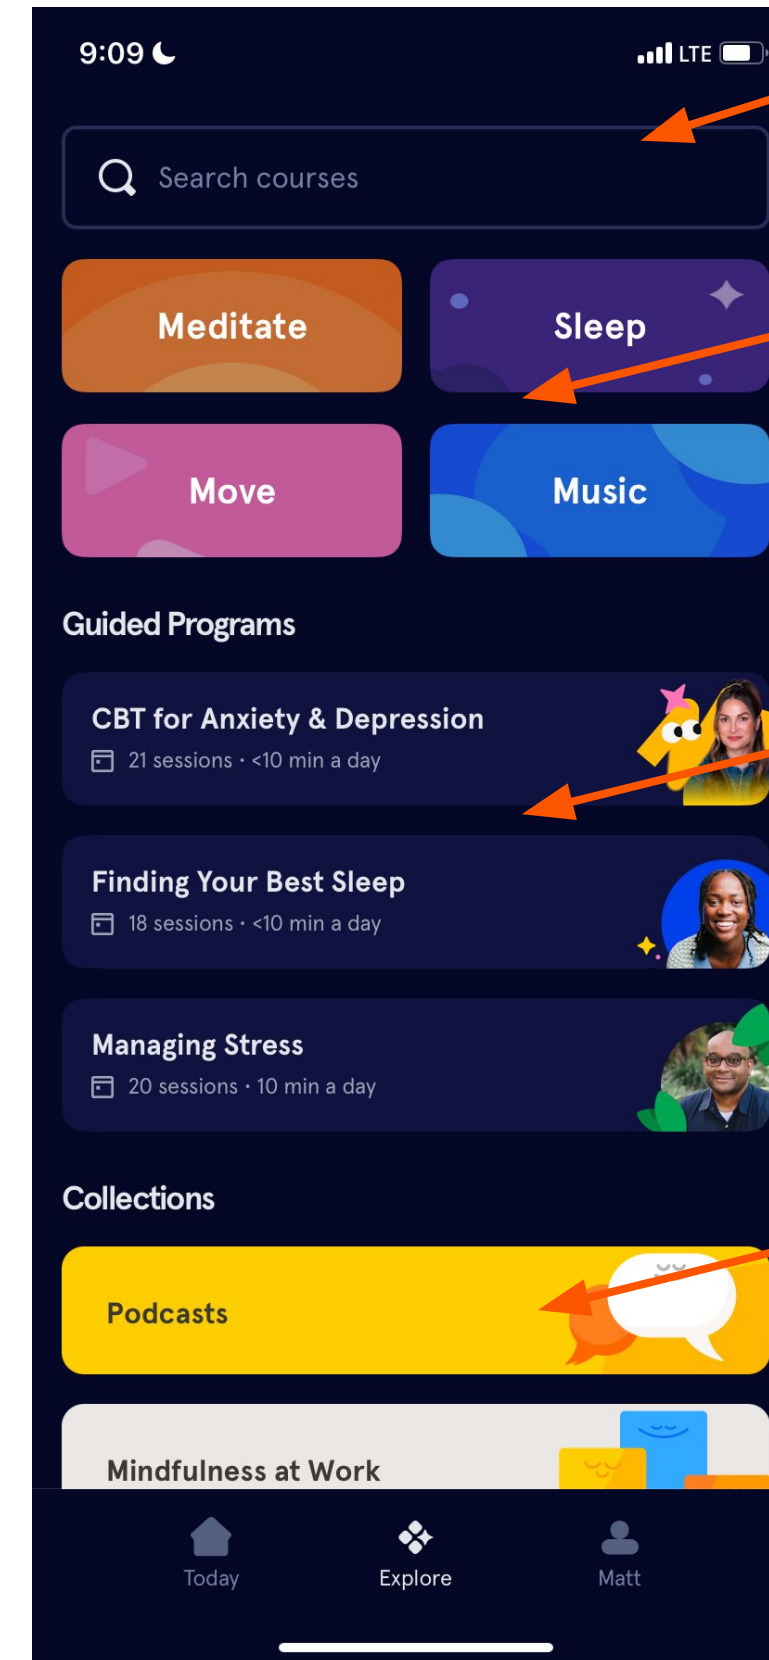 9:09
LTE
Search courses
Meditate
Sleep
Move
Music
Guided Programs
CBT for Anxiety & Depression
21 sessions · <10 min a day
Finding Your Best Sleep
18 sessions · <10 min a day
Managing Stress
20 sessions · 10 min a day
Collections
Podcasts
Mindfulness at Work
Today
Explore
Matt